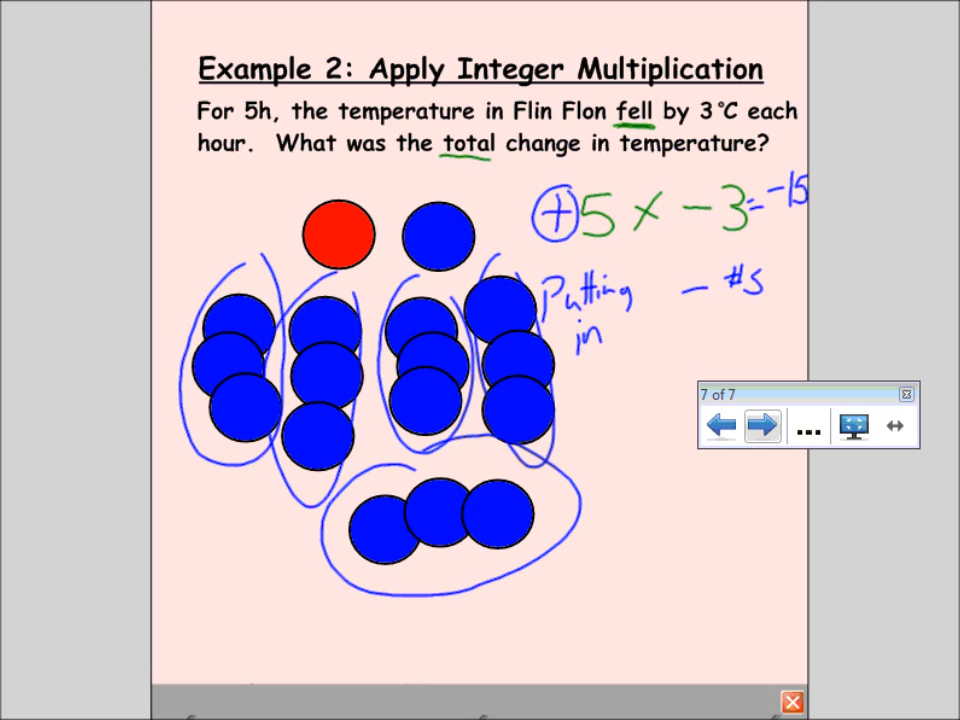 Example 2: Apply Integer Multiplication
For 5h, the temperature in Flin Flon fell by 3°C each
hour. What was the total change in temperature?
+5 x -3 = -15
Putting - #s
in
7 of 7
...